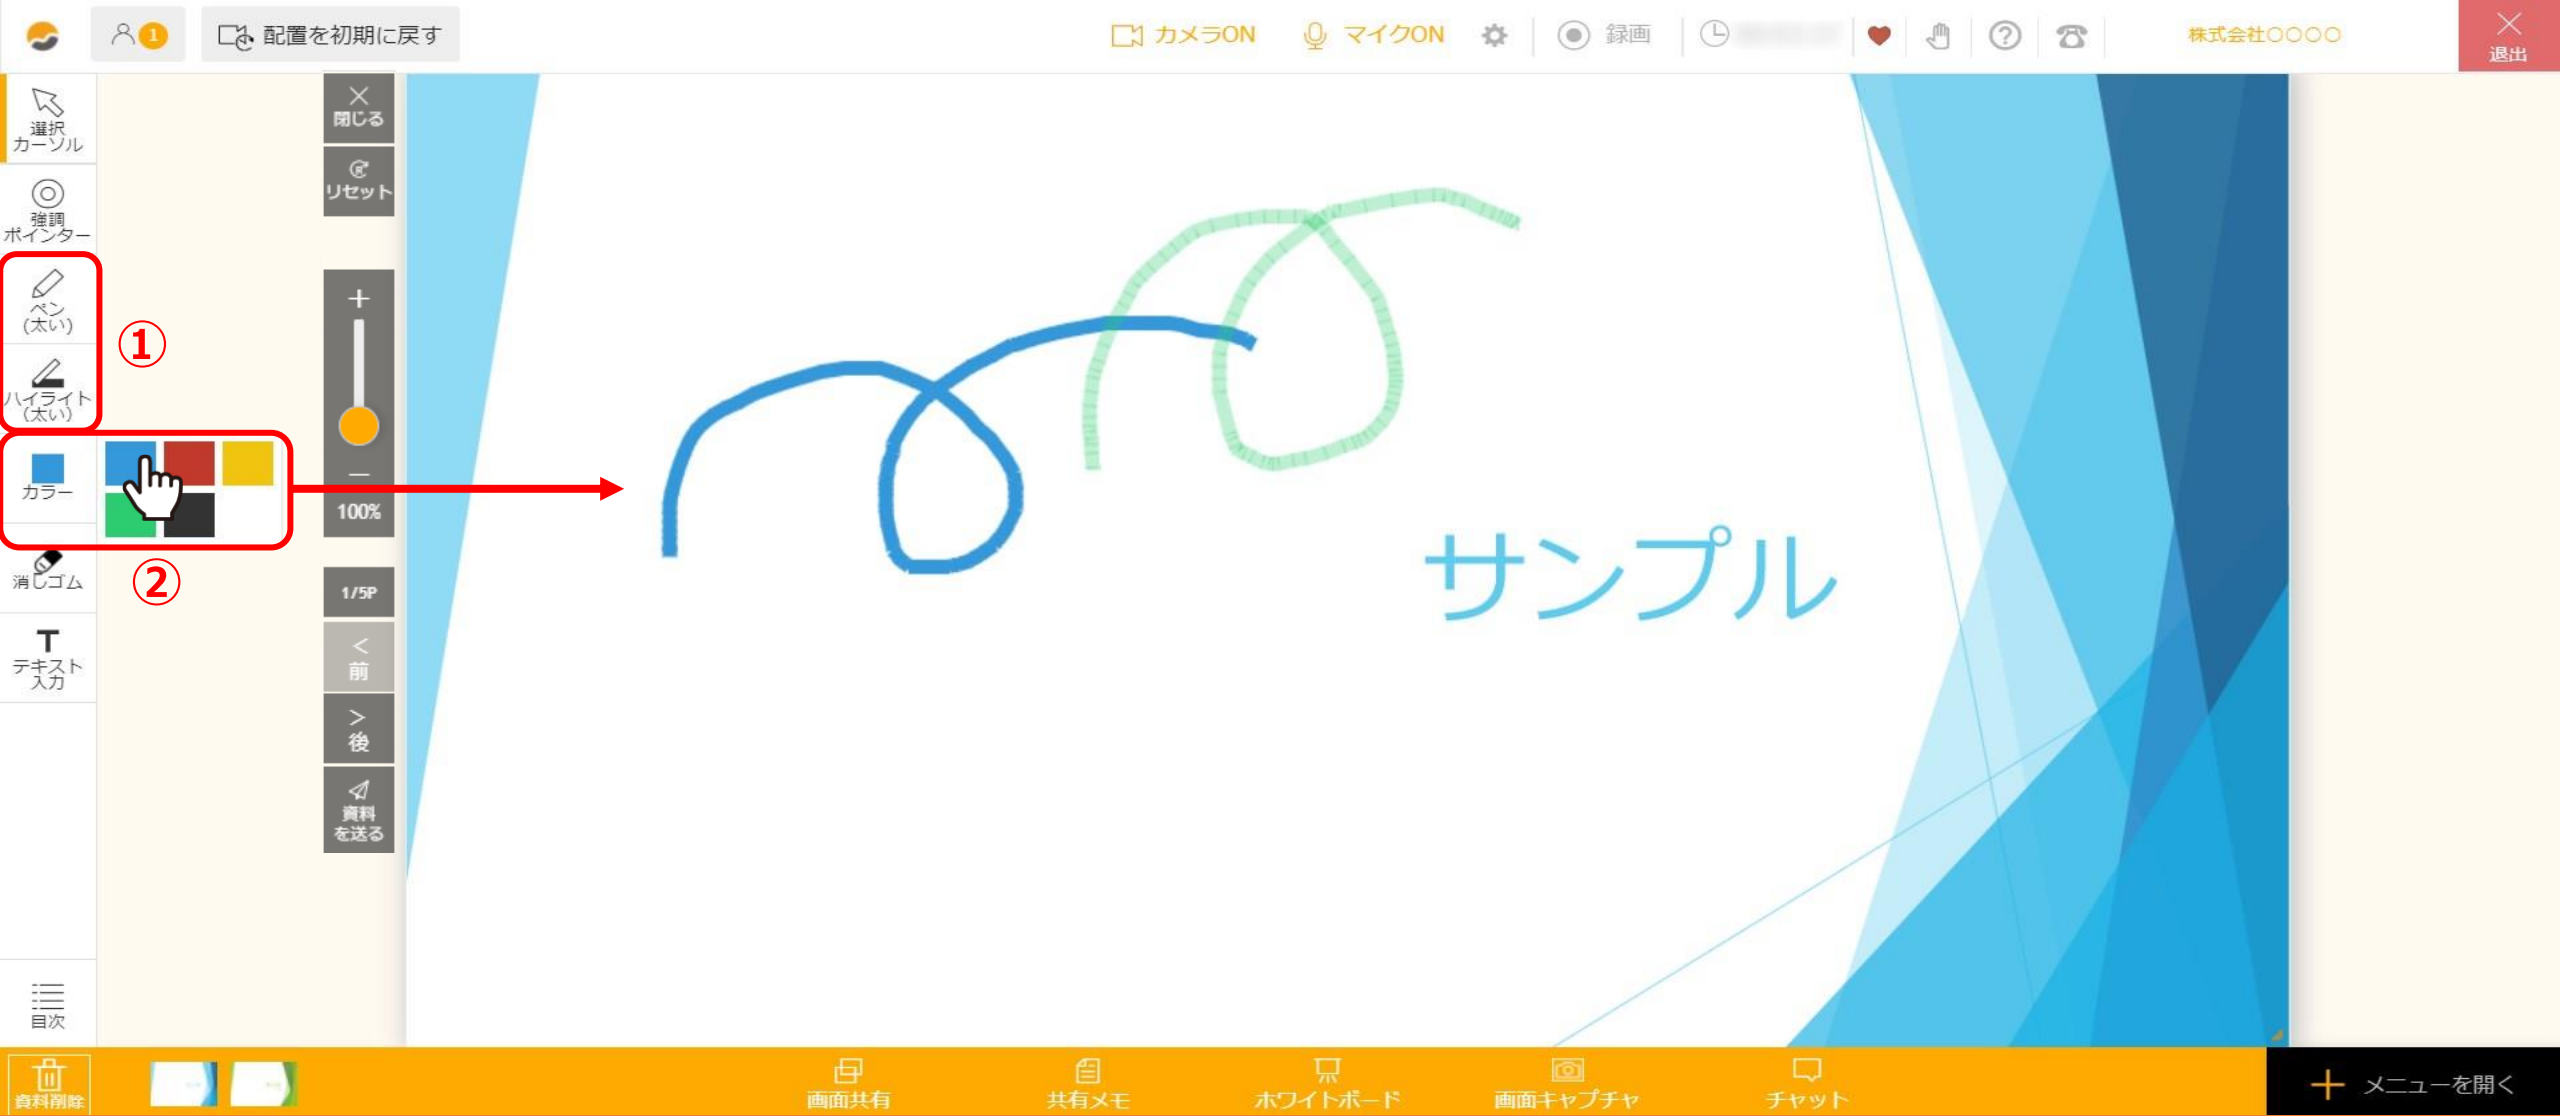 1
配置を初期に戻す
カメラON
マイクON
録画
株式会社○○○○
退出
選択
カーソル
強調
ポインター
ペン
(太い)
ハイライト
(太い)
①
カラー
②
消しゴム
T
テキスト
入力
目次
閉じる
リセット
+
−
100%
1/5P
<
前
>
後
資料
を送る
サンプル
資料削除
画面共有
共有メモ
ホワイトボード
画面キャプチャ
チャット
メニューを開く